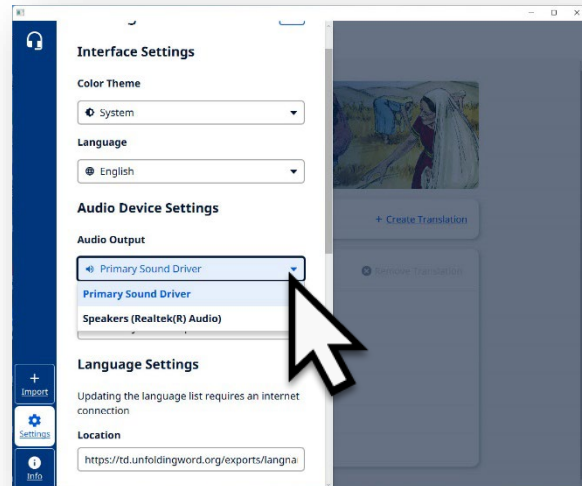 Interface Settings
Color Theme
System
Language
English
Audio Device Settings
Audio Output
Primary Sound Driver
Primary Sound Driver
Speakers (Realtek(R) Audio)
Language Settings
Updating the language list requires an internet
connection
Location
https://td.unfoldingword.org/exports/langna
+ Create Translation
Remove Translation
Import
Settings
Info